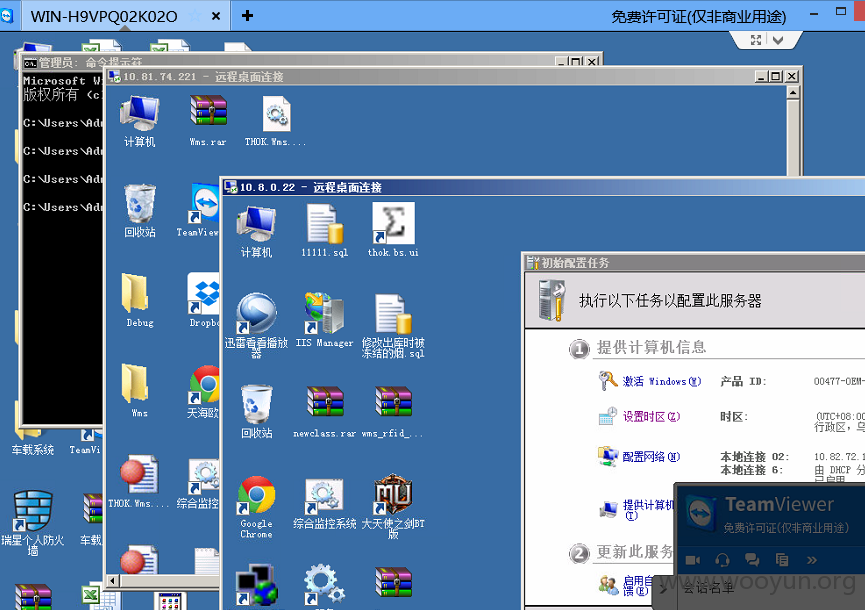 WIN-H9VPQ02K02O
免费许可证(仅非商业用途)
管理员: 命令提示符
Microsoft W
版权所有 <c
C:\Users\Adm
C:\Users\Adm
C:\Users\Adm
C:\Users\Adm
10.81.74.221 - 远程桌面连接
计算机
Wms.rar
THOK.Wms....
回收站
TeamView
Debug
Dropbo
Wms
天海欧
THOK.Wms....
综合监控
车载系统
TeamVi
瑞星个人防火墙
车载
10.8.0.22 - 远程桌面连接
计算机
11111.sql
thok.bs.ui
迅雷看看播放器
IIS Manager
修改出库时被冻结的烟.sql
回收站
newclass.rar
wms_rfid_...
Google Chrome
综合监控系统
大天使之剑BT版
初始配置任务
执行以下任务以配置此服务器
1 提供计算机信息
激活 Windows(W)
产品 ID:
00477-OEM-
设置时区(Z)
时区:
(UTC+08:00
行政区，乌
配置网络(N)
本地连接 02:
10.82.72.1
本地连接 6:
由 DHCP 分
已启用
提供计算机
(I)
2 更新此服务
启用自
TeamViewer
免费许可证(仅非商业用途)
会话名单
www.wooyun.org